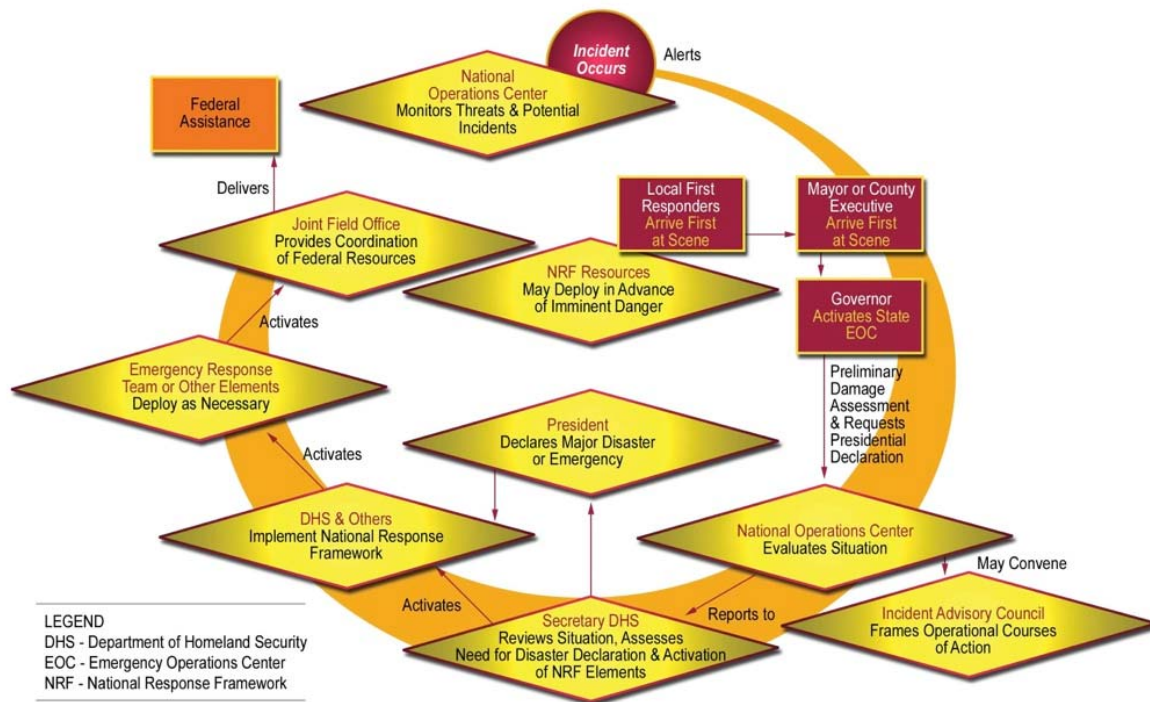 Incident
Occurs
Alerts
National
Operations Center
Monitors Threats & Potential
Incidents
Federal
Assistance
Delivers
Local First
Responders
Arrive First
at Scene
Mayor or County
Executive
Arrive First
at Scene
Joint Field Office
Provides Coordination
of Federal Resources
NRF Resources
May Deploy in Advance
of Imminent Danger
Governor
Activates State
EOC
Activates
Emergency Response
Team or Other Elements
Deploy as Necessary
Preliminary
Damage
Assessment
& Requests
Presidential
Declaration
President
Declares Major Disaster
or Emergency
Activates
DHS & Others
Implement National Response
Framework
National Operations Center
Evaluates Situation
May Convene
Activates
Reports to
Secretary DHS
Reviews Situation, Assesses
Need for Disaster Declaration & Activation
of NRF Elements
Incident Advisory Council
Frames Operational Courses
of Action
LEGEND
DHS - Department of Homeland Security
EOC - Emergency Operations Center
NRF - National Response Framework